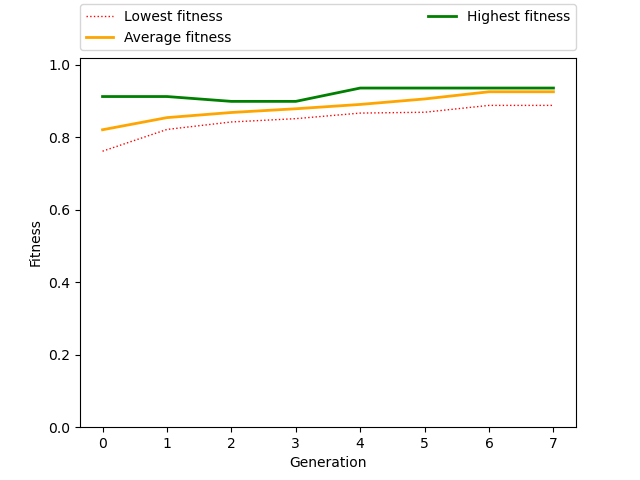 Lowest fitness
Average fitness
Highest fitness
1.0
0.8
0.6
0.4
0.2
0.0
Fitness
0 1 2 3 4 5 6 7
Generation